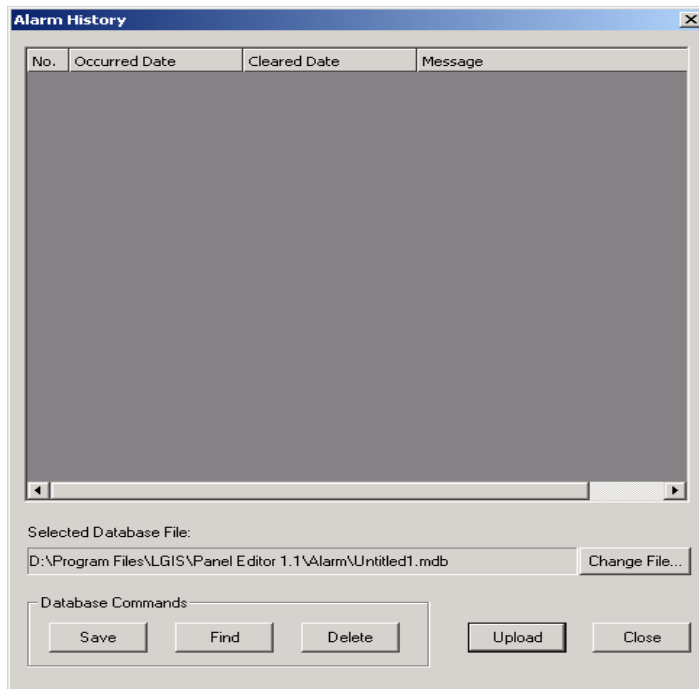 Alarm History
No. Occurred Date Cleared Date Message
Selected Database File:
D:\Program Files\LGIS\Panel Editor 1.1\Alarm\Untitled1.mdb Change File...
Database Commands
Save Find Delete Upload Close